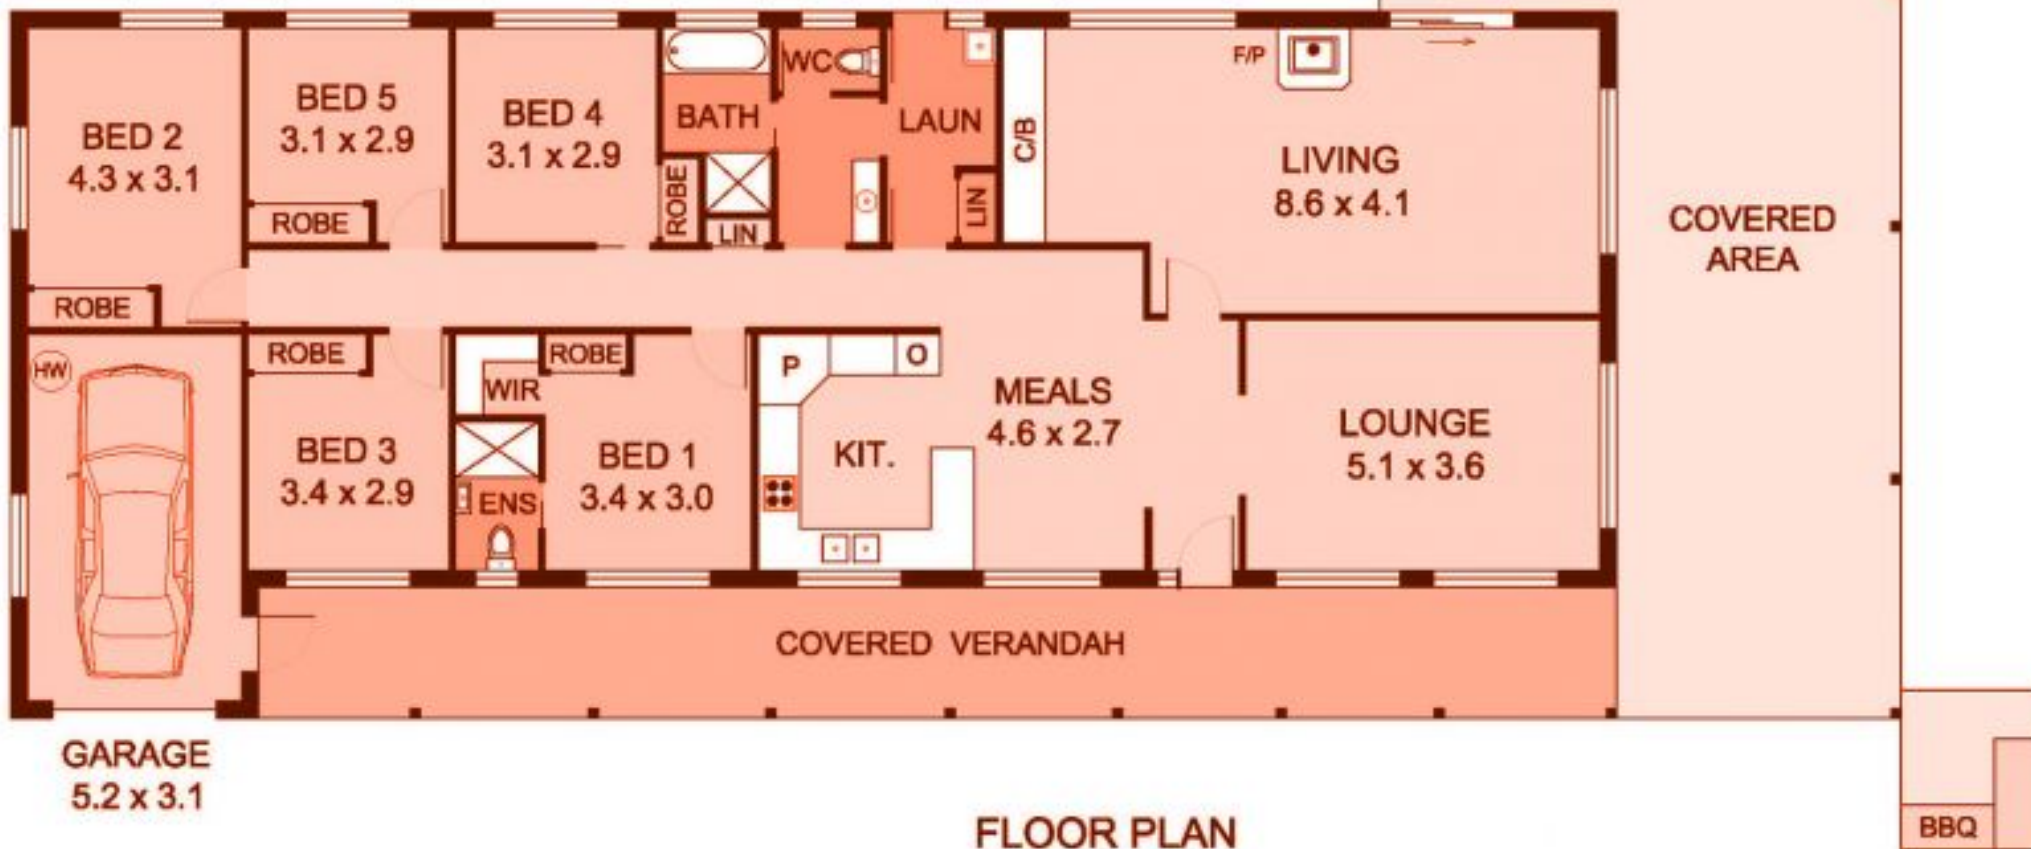 BED 2
4.3 x 3.1
ROBE
BED 5
3.1 x 2.9
ROBE
BED 4
3.1 x 2.9
ROBE
BATH
LIN
WC
LAUN
LIN
C/B
F/P
LIVING
8.6 x 4.1
COVERED
AREA
HW
ROBE
BED 3
3.4 x 2.9
WIR
ROBE
ENS
BED 1
3.4 x 3.0
P
O
KIT.
MEALS
4.6 x 2.7
LOUNGE
5.1 x 3.6
COVERED VERANDAH
GARAGE
5.2 x 3.1
FLOOR PLAN
BBQ